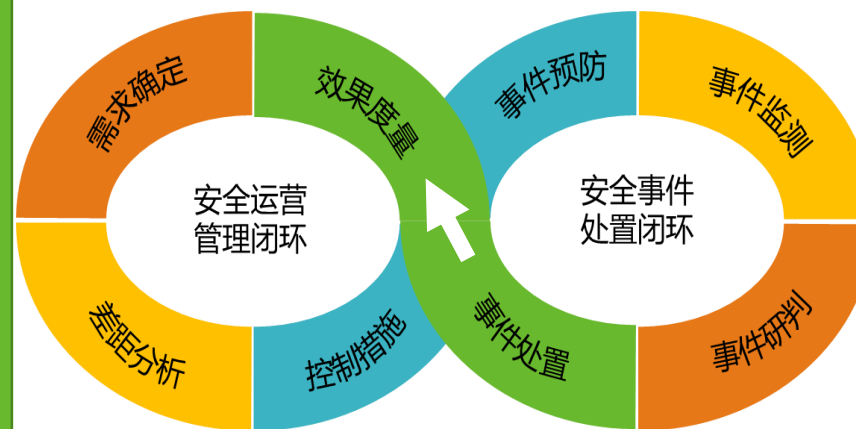 需求确定
效果度量
事件预防
事件监测
安全运营
管理闭环
安全事件
处置闭环
差距分析
控制措施
事件处置
事件研判